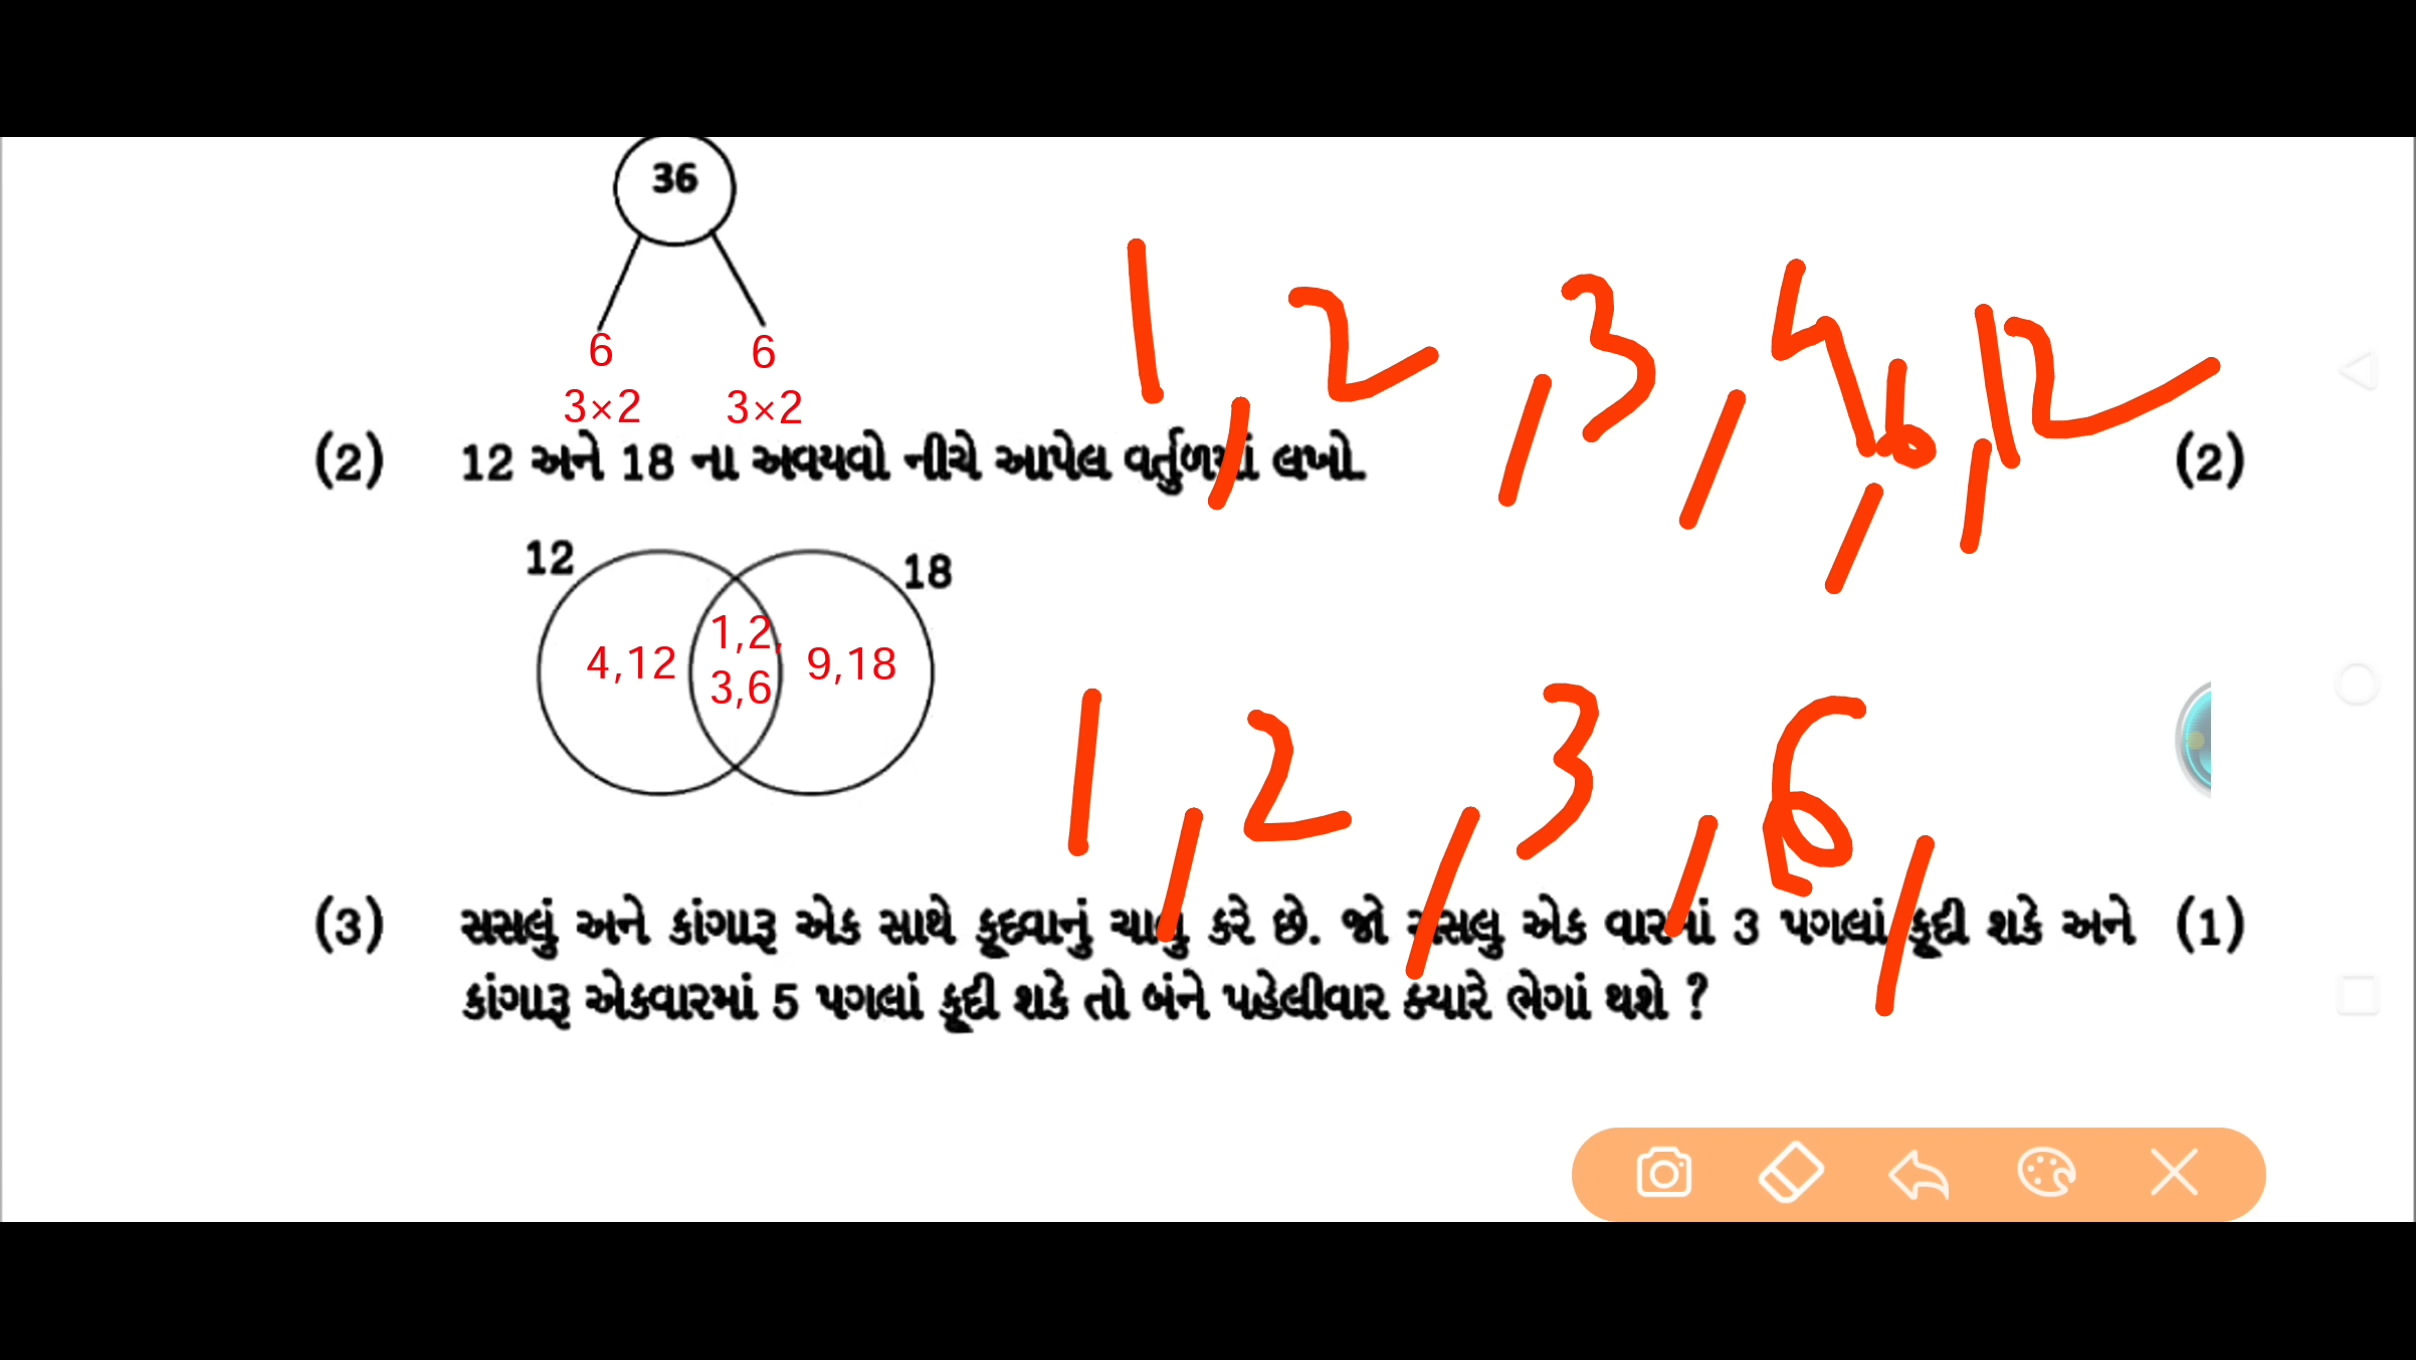 36
6 6
3×2 3×2
1, 2, 3, 4, 6, 12
(2) 12 અને 18 ના અવયવો નીચે આપેલ વર્તુળમાં લખો. (2)
12 18
4,12 1,2, 3,6 9,18
1, 2, 3, 6,
(3) સસલું અને કાંગારૂ એક સાથે કૂદવાનું ચાલુ કરે છે. જો સસલુ એક વારમાં 3 પગલાં કૂદી શકે અને (1)
કાંગારૂ એકવારમાં 5 પગલાં કૂદી શકે તો બંને પહેલીવાર ક્યારે ભેગાં થશે ?